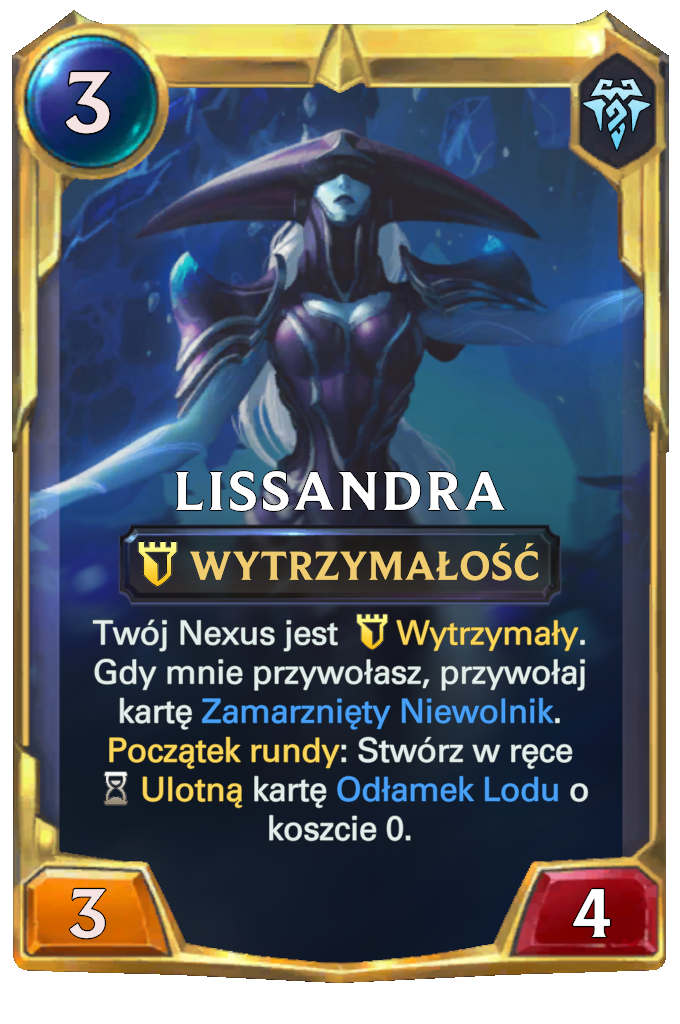 3
LISSANDRA
WYTRZYMAŁOŚĆ
Twój Nexus jest Wytrzymały.
Gdy mnie przywołasz, przywołaj
kartę Zamarznięty Niewolnik.
Początek rundy: Stwórz w ręce
Ulotną kartę Odłamek Lodu o
koszcie 0.
3
4